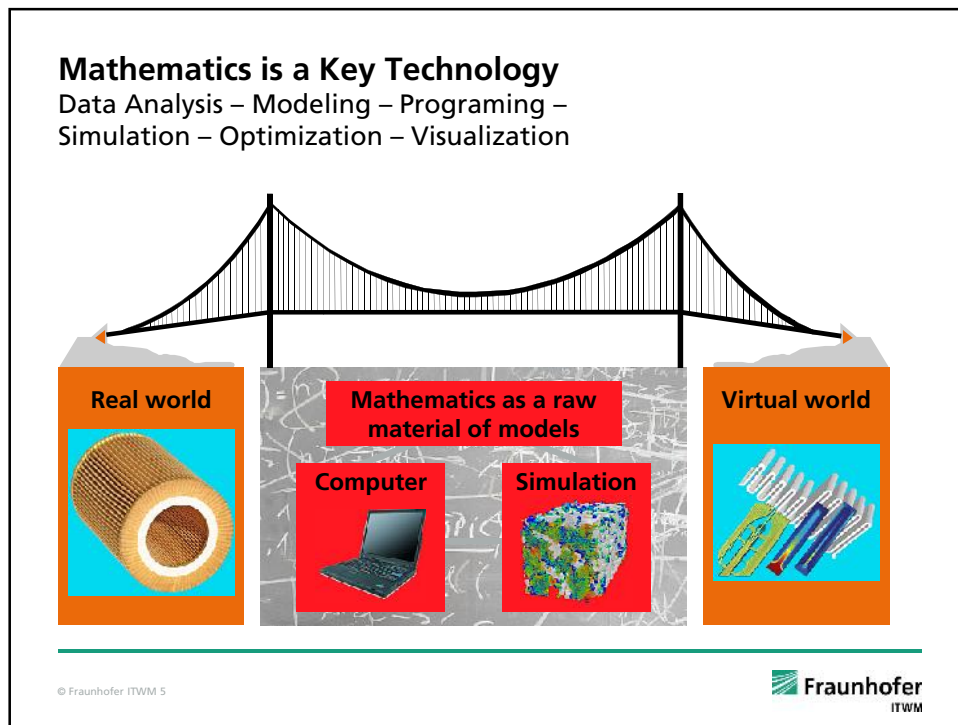 Mathematics is a Key Technology
Data Analysis – Modeling – Programing –
Simulation – Optimization – Visualization
Real world
Mathematics as a raw
material of models
Computer
Simulation
Virtual world
© Fraunhofer ITWM 5
Fraunhofer
ITWM